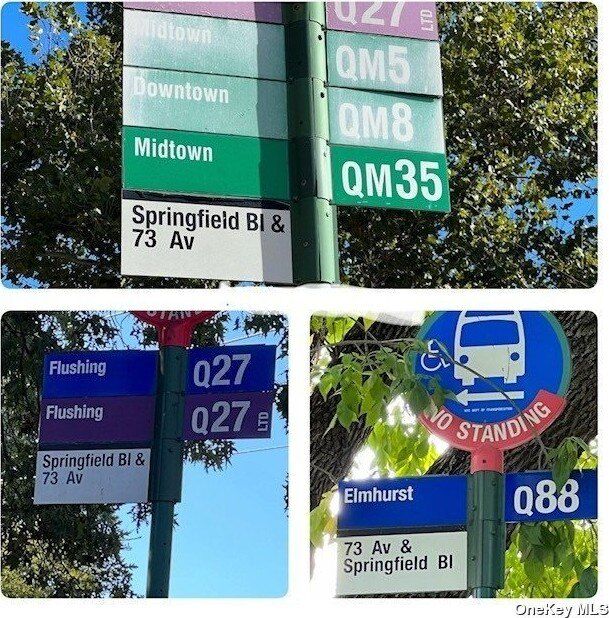 Q27 LTD
Midtown QM5
Downtown QM8
Midtown QM35
Springfield Bl &
73 Av
STAND
Flushing Q27
Flushing Q27 LTD
Springfield Bl &
73 Av
NO STANDING
Elmhurst Q88
73 Av &
Springfield Bl
OneKey MLS